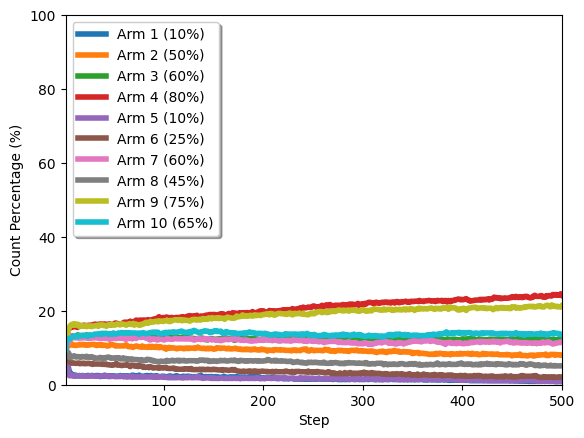 100
80
60
40
20
0
Count Percentage (%)
Arm 1 (10%)
Arm 2 (50%)
Arm 3 (60%)
Arm 4 (80%)
Arm 5 (10%)
Arm 6 (25%)
Arm 7 (60%)
Arm 8 (45%)
Arm 9 (75%)
Arm 10 (65%)
100
200
300
400
500
Step